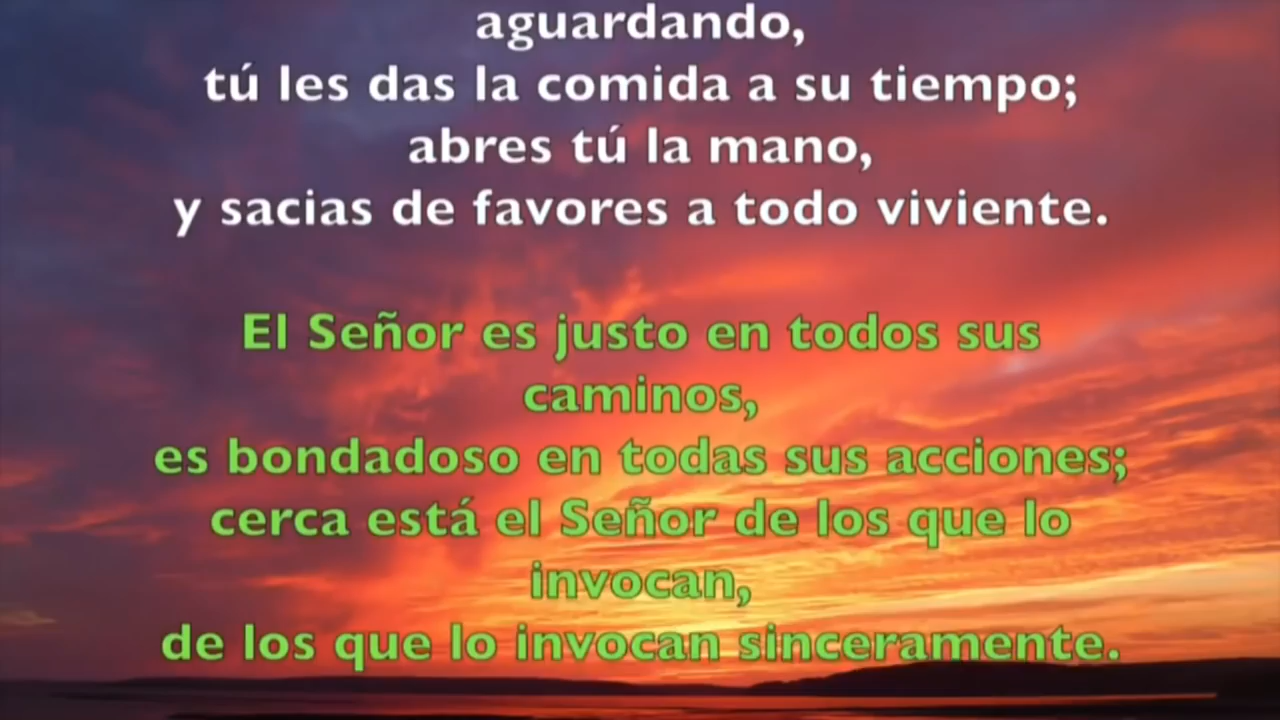 aguardando,
tú les das la comida a su tiempo;
abres tú la mano,
y sacias de favores a todo viviente.
El Señor es justo en todos sus
caminos,
es bondadoso en todas sus acciones;
cerca está el Señor de los que lo
invocan,
de los que lo invocan sinceramente.